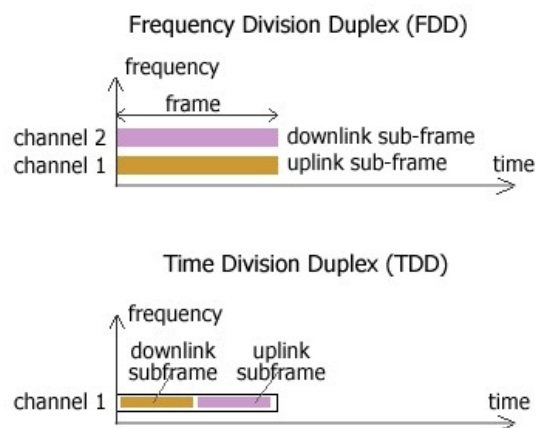 Frequency Division Duplex (FDD)
frequency
frame
channel 2
downlink sub-frame
channel 1
uplink sub-frame
time
Time Division Duplex (TDD)
frequency
downlink
subframe
uplink
subframe
channel 1
time